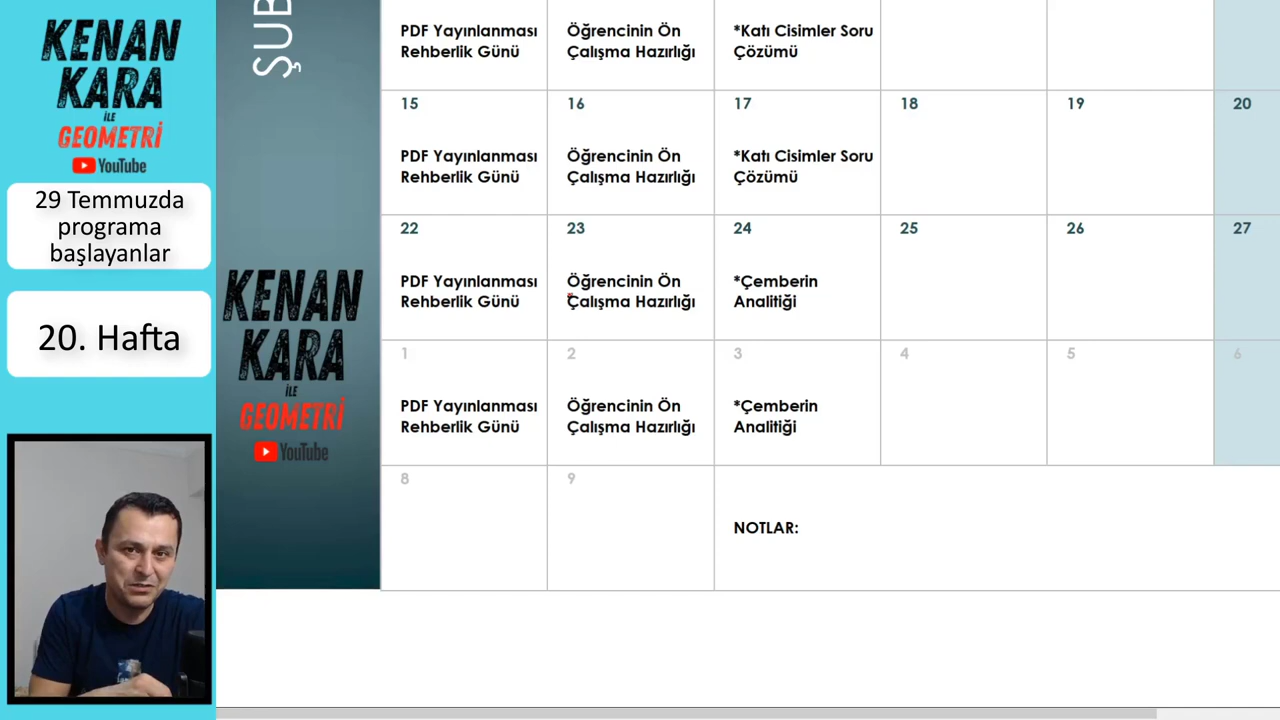 KENAN
KARA
İLE
GEOMETRİ
YouTube
29 Temmuzda
programa
başlayanlar
20. Hafta
ŞUB
KENAN
KARA
İLE
GEOMETRİ
YouTube
PDF Yayınlanması
Rehberlik Günü
Öğrencinin Ön
Çalışma Hazırlığı
*Katı Cisimler Soru
Çözümü
15
16
17
18
19
20
PDF Yayınlanması
Rehberlik Günü
Öğrencinin Ön
Çalışma Hazırlığı
*Katı Cisimler Soru
Çözümü
22
23
24
25
26
27
PDF Yayınlanması
Rehberlik Günü
Öğrencinin Ön
Çalışma Hazırlığı
*Çemberin
Analitiği
1
2
3
4
5
6
PDF Yayınlanması
Rehberlik Günü
Öğrencinin Ön
Çalışma Hazırlığı
*Çemberin
Analitiği
8
9
NOTLAR: